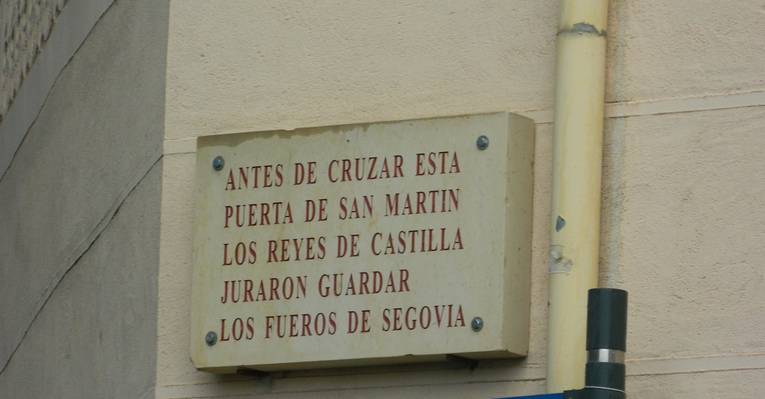 ANTES DE CRUZAR ESTA
PUERTA DE SAN MARTIN
LOS REYES DE CASTILLA
JURARON GUARDAR
LOS FUEROS DE SEGOVIA